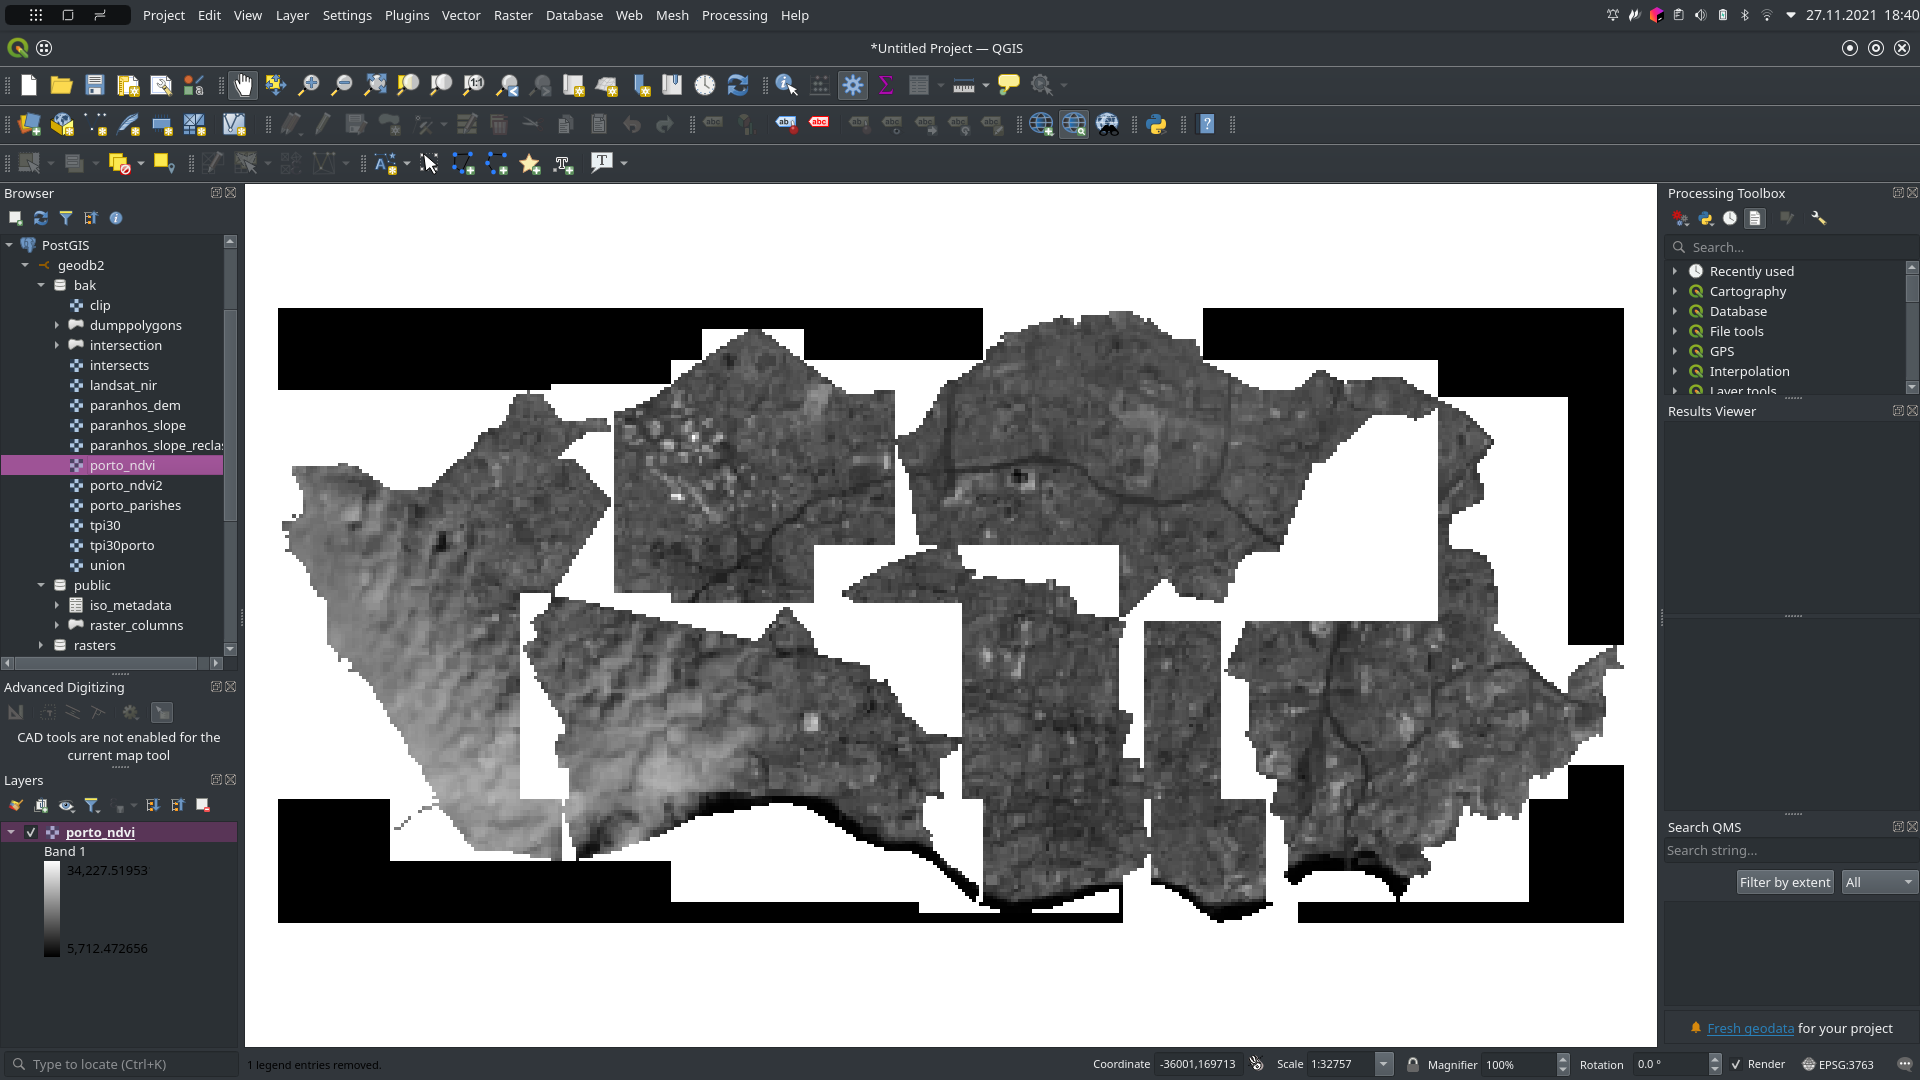 Project Edit View Layer Settings Plugins Vector Raster Database Web Mesh Processing Help
27.11.2021 18:40
*Untitled Project — QGIS
Browser
PostGIS
geodb2
bak
clip
dumppolygons
intersection
intersects
landsat_nir
paranhos_dem
paranhos_slope
paranhos_slope_recla
porto_ndvi
porto_ndvi2
porto_parishes
tpi30
tpi30porto
union
public
iso_metadata
raster_columns
rasters
Advanced Digitizing
CAD tools are not enabled for the
current map tool
Layers
porto_ndvi
Band 1
34,227.51953
5,712.472656
Processing Toolbox
Search...
Recently used
Cartography
Database
File tools
GPS
Interpolation
Layer tools
Results Viewer
Search QMS
Search string...
Filter by extent All
Fresh geodata for your project
Type to locate (Ctrl+K) 1 legend entries removed. Coordinate -36001,169713 Scale 1:32757 Magnifier 100% Rotation 0.0 ° Render EPSG:3763